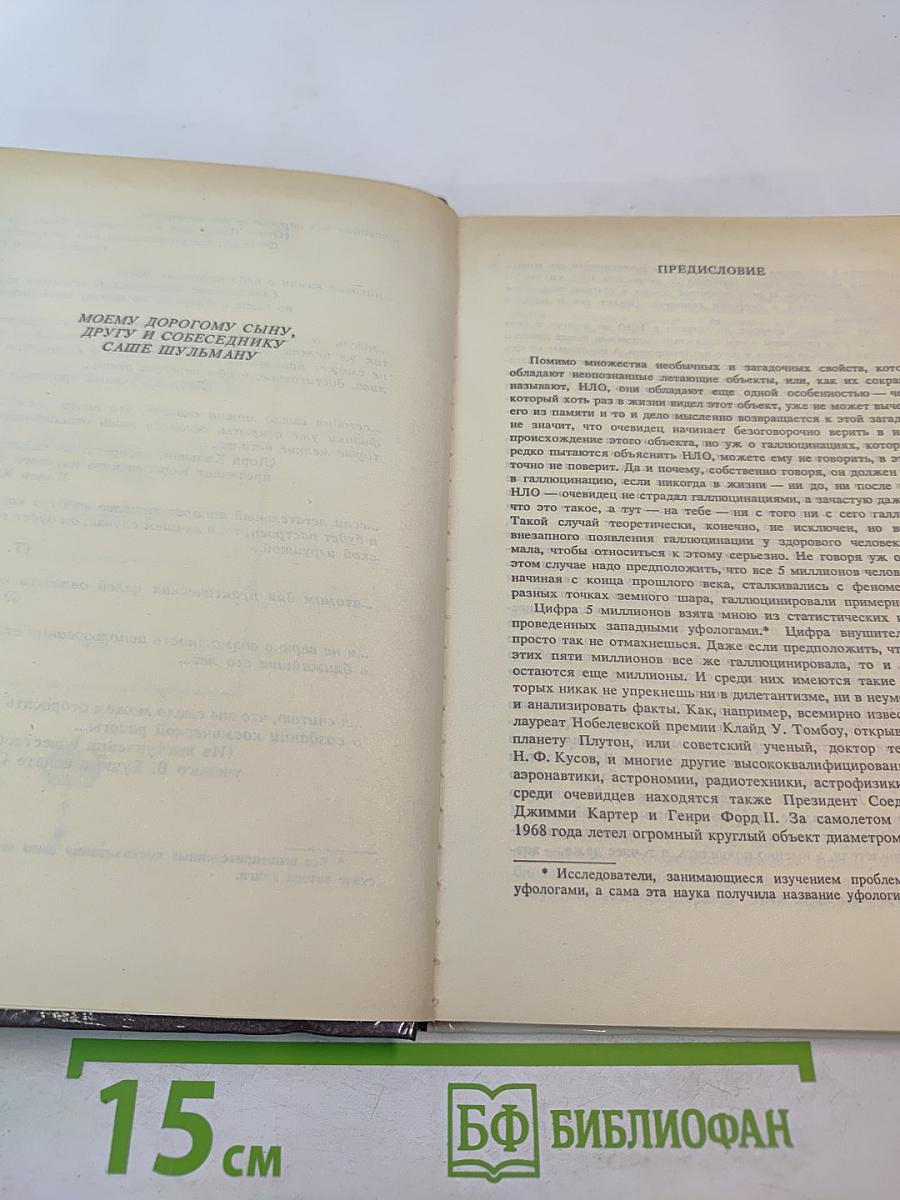 МОЕМУ ДОРОГОМУ СЫНУ,
ДРУГУ И СОБЕСЕДНИКУ
САШЕ ШУЛЬМАНУ
ПРЕДИСЛОВИЕ
Помимо множества необычных и загадочных свойств, кото
обладают неопознанные летающие объекты, или, как их сокра
называют, НЛО, они обладают еще одной особенностью — че
который хоть раз в жизни видел этот объект, уже не может выче
его из памяти и то и дело мысленно возвращается к этой загад
не значит, что очевидец начинает безоговорочно верить в н
происхождение этого объекта, но уж о галлюцинациях, котор
редко пытаются объяснить НЛО, можете ему не говорить, в э
точно не поверит. Да и почему, собственно говоря, он должен
в галлюцинацию, если никогда в жизни — ни до, ни после
НЛО — очевидец не страдал галлюцинациями, а зачастую даж
что это такое, а тут — на тебе — ни с того ни с сего галл
Такой случай теоретически, конечно, не исключен, но ве
внезапного появления галлюцинации у здорового человек
мала, чтобы относиться к этому серьезно. Не говоря уж о
этом случае надо предположить, что все 5 миллионов челов
начиная с конца прошлого века, сталкивались с феноме
разных точках земного шара, галлюцинировали примерн
Цифра 5 миллионов взята мною из статистических и
проведенных западными уфологами.* Цифра внушител
просто так не отмахнешься. Даже если предположить, чт
этих пяти миллионов все же галлюцинировала, то и
остаются еще миллионы. И среди них имеются такие
торых никак не упрекнешь ни в дилетантизме, ни в неум
и анализировать факты. Как, например, всемирно извес
лауреат Нобелевской премии Клайд У. Томбоу, открыв
планету Плутон, или советский ученый, доктор те
Н. Ф. Кусов, и многие другие высококвалифицирован
аэронавтики, астрономии, радиотехники, астрофизики
среди очевидцев находятся также Президент Соед
Джимми Картер и Генри Форд II. За самолетом
1968 года летел огромный круглый объект диаметром
* Исследователи, занимающиеся изучением проблем
уфологами, а сама эта наука получила название уфологи
15 см
БФ БИБЛИОФАН